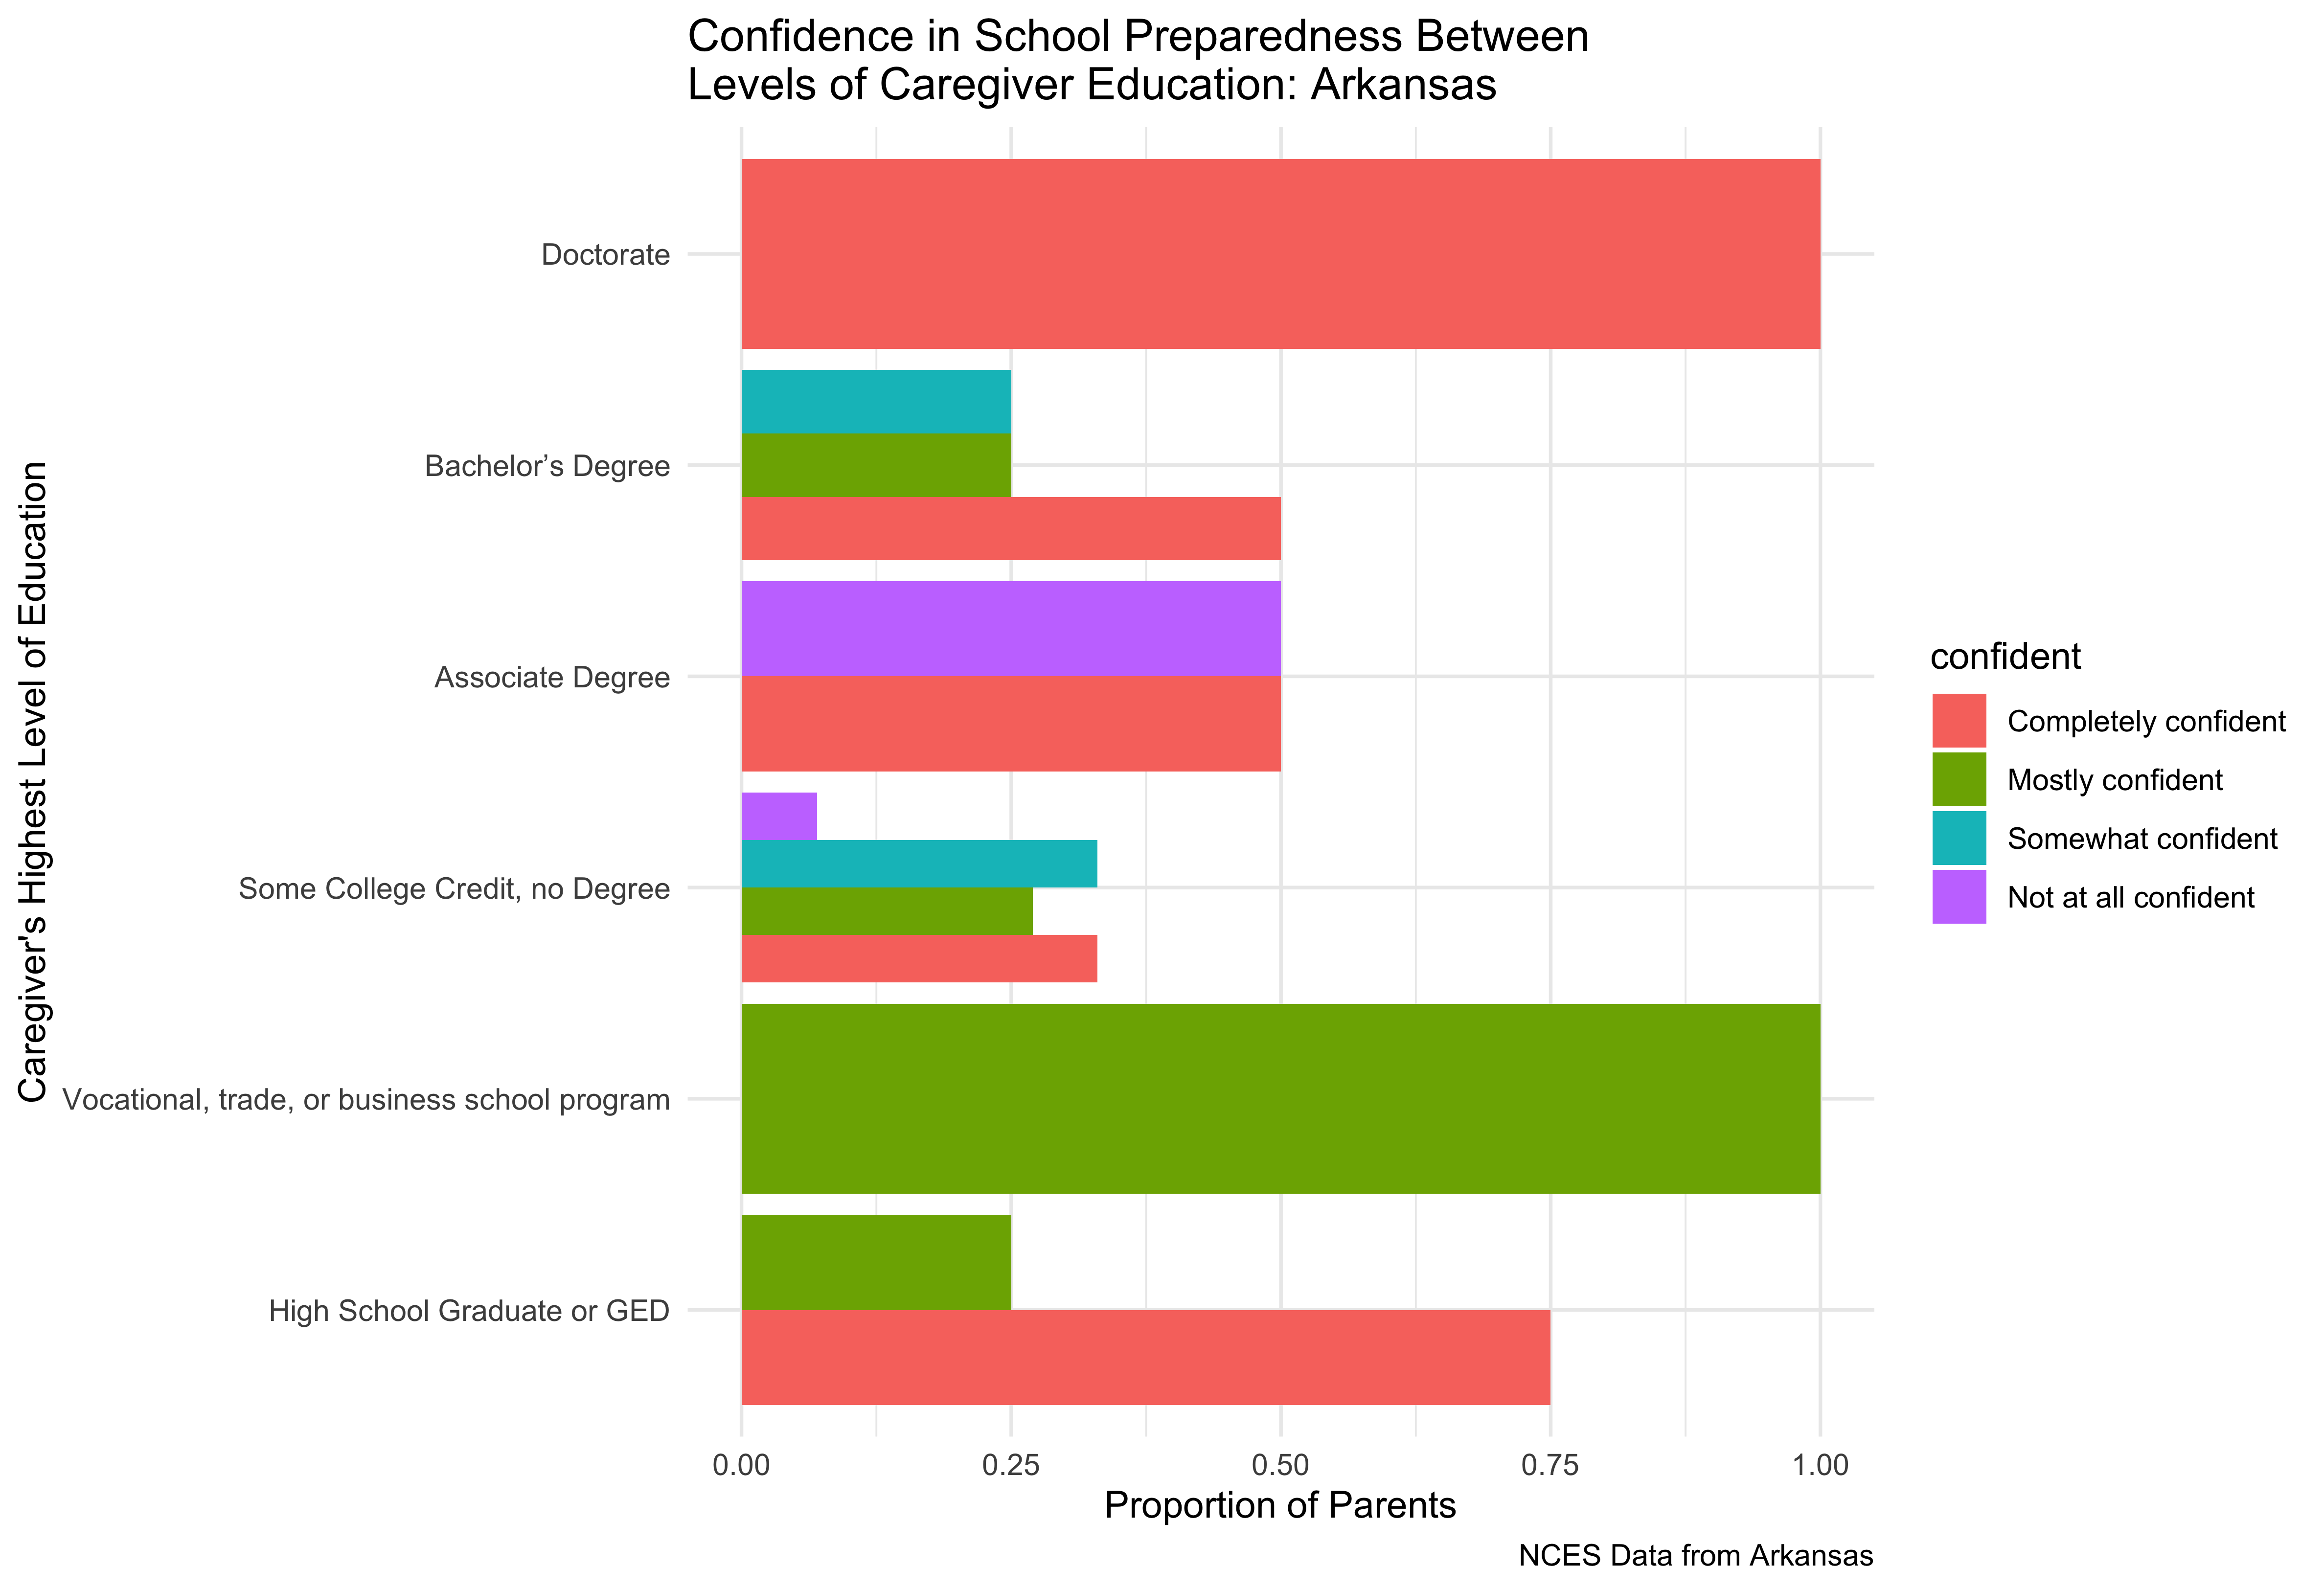 Confidence in School Preparedness Between
Levels of Caregiver Education: Arkansas
Caregiver's Highest Level of Education
Doctorate
Bachelor’s Degree
Associate Degree
Some College Credit, no Degree
Vocational, trade, or business school program
High School Graduate or GED
0.00 0.25 0.50 0.75 1.00
Proportion of Parents
confident
Completely confident
Mostly confident
Somewhat confident
Not at all confident
NCES Data from Arkansas